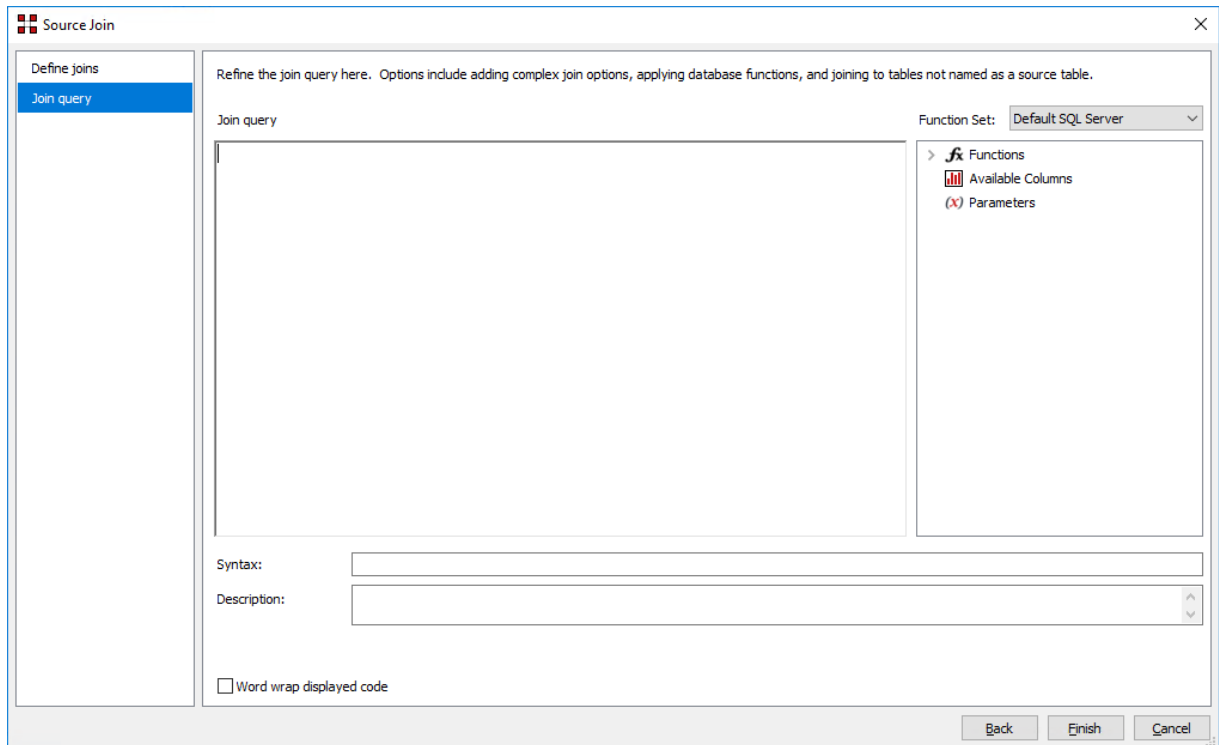 Source Join
Define joins
Join query
Refine the join query here.  Options include adding complex join options, applying database functions, and joining to tables not named as a source table.
Join query
Function Set: Default SQL Server
fx Functions
Available Columns
(x) Parameters
Syntax:
Description:
Word wrap displayed code
Back Finish Cancel